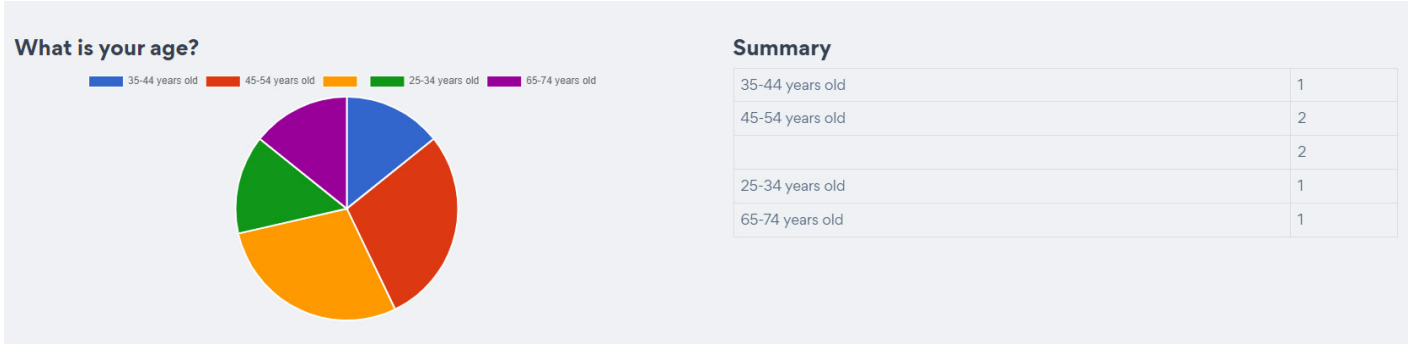 What is your age?
35-44 years old 45-54 years old 25-34 years old 65-74 years old
Summary
35-44 years old 1
45-54 years old 2
2
25-34 years old 1
65-74 years old 1